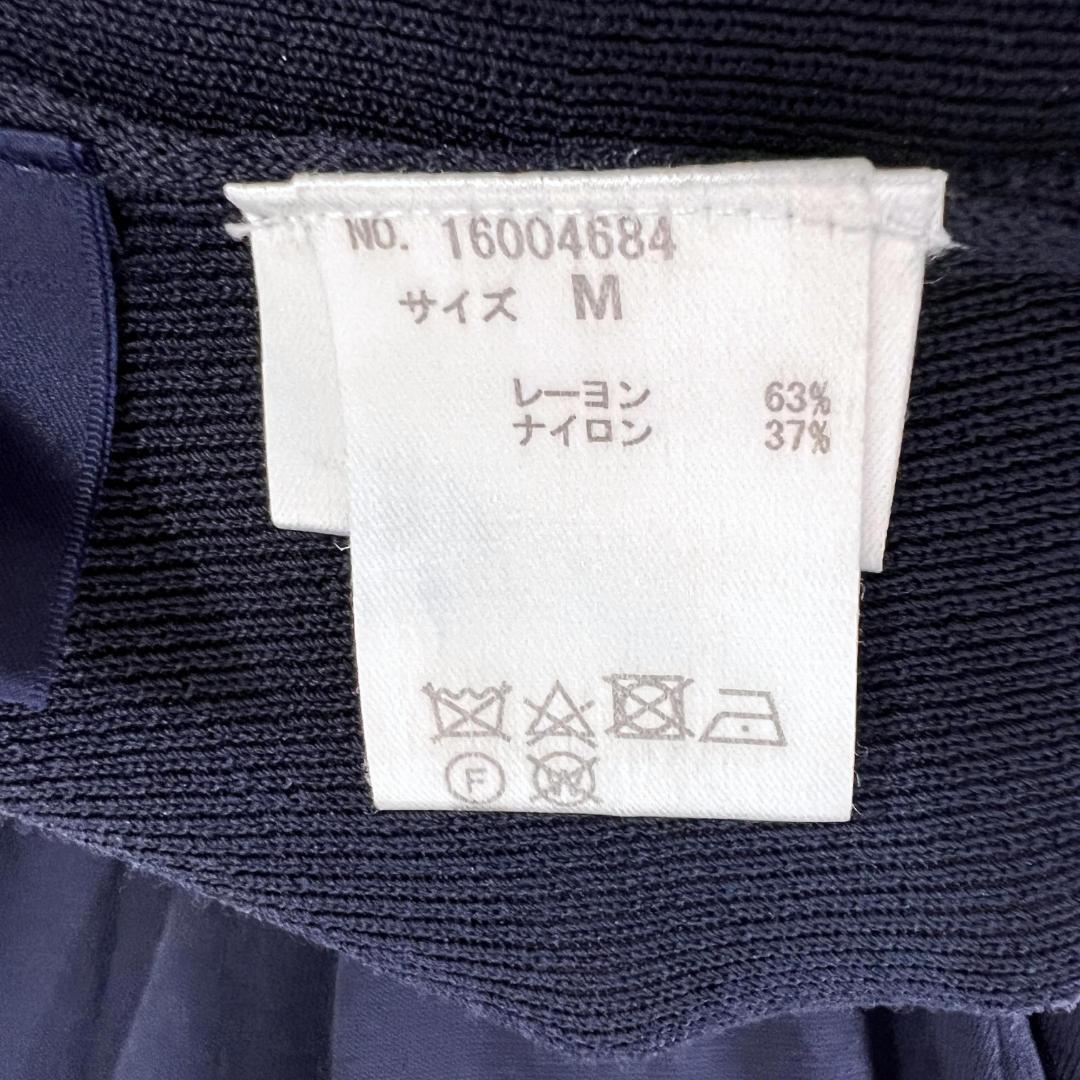 NO. 16004684
サイズ M
レーヨン 63%
ナイロン 37%
F W